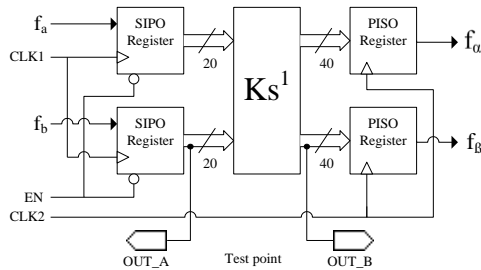 fa SIPO Register 20 Ks1 40 PISO Register fα
CLK1
fb SIPO Register 20 40 PISO Register fß
EN
CLK2
OUT_A Test point OUT_B